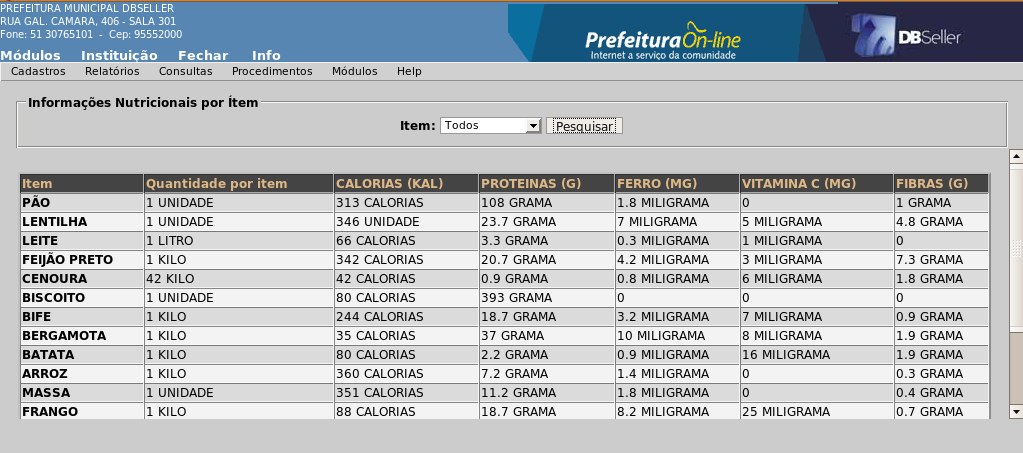 PREFEITURA MUNICIPAL DBSELLER
RUA GAL. CAMARA, 406 - SALA 301
Fone: 51 30765101 - Cep: 95552000
PrefeituraOn-line
Internet a serviço da comunidade
DBSeller
Módulos Instituição Fechar Info
Cadastros Relatórios Consultas Procedimentos Módulos Help
Informações Nutricionais por Ítem
Item: Todos Pesquisar
Item Quantidade por item CALORIAS (KAL) PROTEINAS (G) FERRO (MG) VITAMINA C (MG) FIBRAS (G)
PÃO 1 UNIDADE 313 CALORIAS 108 GRAMA 1.8 MILIGRAMA 0 1 GRAMA
LENTILHA 1 UNIDADE 346 UNIDADE 23.7 GRAMA 7 MILIGRAMA 5 MILIGRAMA 4.8 GRAMA
LEITE 1 LITRO 66 CALORIAS 3.3 GRAMA 0.3 MILIGRAMA 1 MILIGRAMA 0
FEIJÃO PRETO 1 KILO 342 CALORIAS 20.7 GRAMA 4.2 MILIGRAMA 3 MILIGRAMA 7.3 GRAMA
CENOURA 42 KILO 42 CALORIAS 0.9 GRAMA 0.8 MILIGRAMA 6 MILIGRAMA 1.8 GRAMA
BISCOITO 1 UNIDADE 80 CALORIAS 393 GRAMA 0 0 0
BIFE 1 KILO 244 CALORIAS 18.7 GRAMA 3.2 MILIGRAMA 7 MILIGRAMA 0.9 GRAMA
BERGAMOTA 1 KILO 35 CALORIAS 37 GRAMA 10 MILIGRAMA 8 MILIGRAMA 1.9 GRAMA
BATATA 1 KILO 80 CALORIAS 2.2 GRAMA 0.9 MILIGRAMA 16 MILIGRAMA 1.9 GRAMA
ARROZ 1 KILO 360 CALORIAS 7.2 GRAMA 1.4 MILIGRAMA 0 0.3 GRAMA
MASSA 1 UNIDADE 351 CALORIAS 11.2 GRAMA 1.8 MILIGRAMA 0 0.4 GRAMA
FRANGO 1 KILO 88 CALORIAS 18.7 GRAMA 8.2 MILIGRAMA 25 MILIGRAMA 0.7 GRAMA